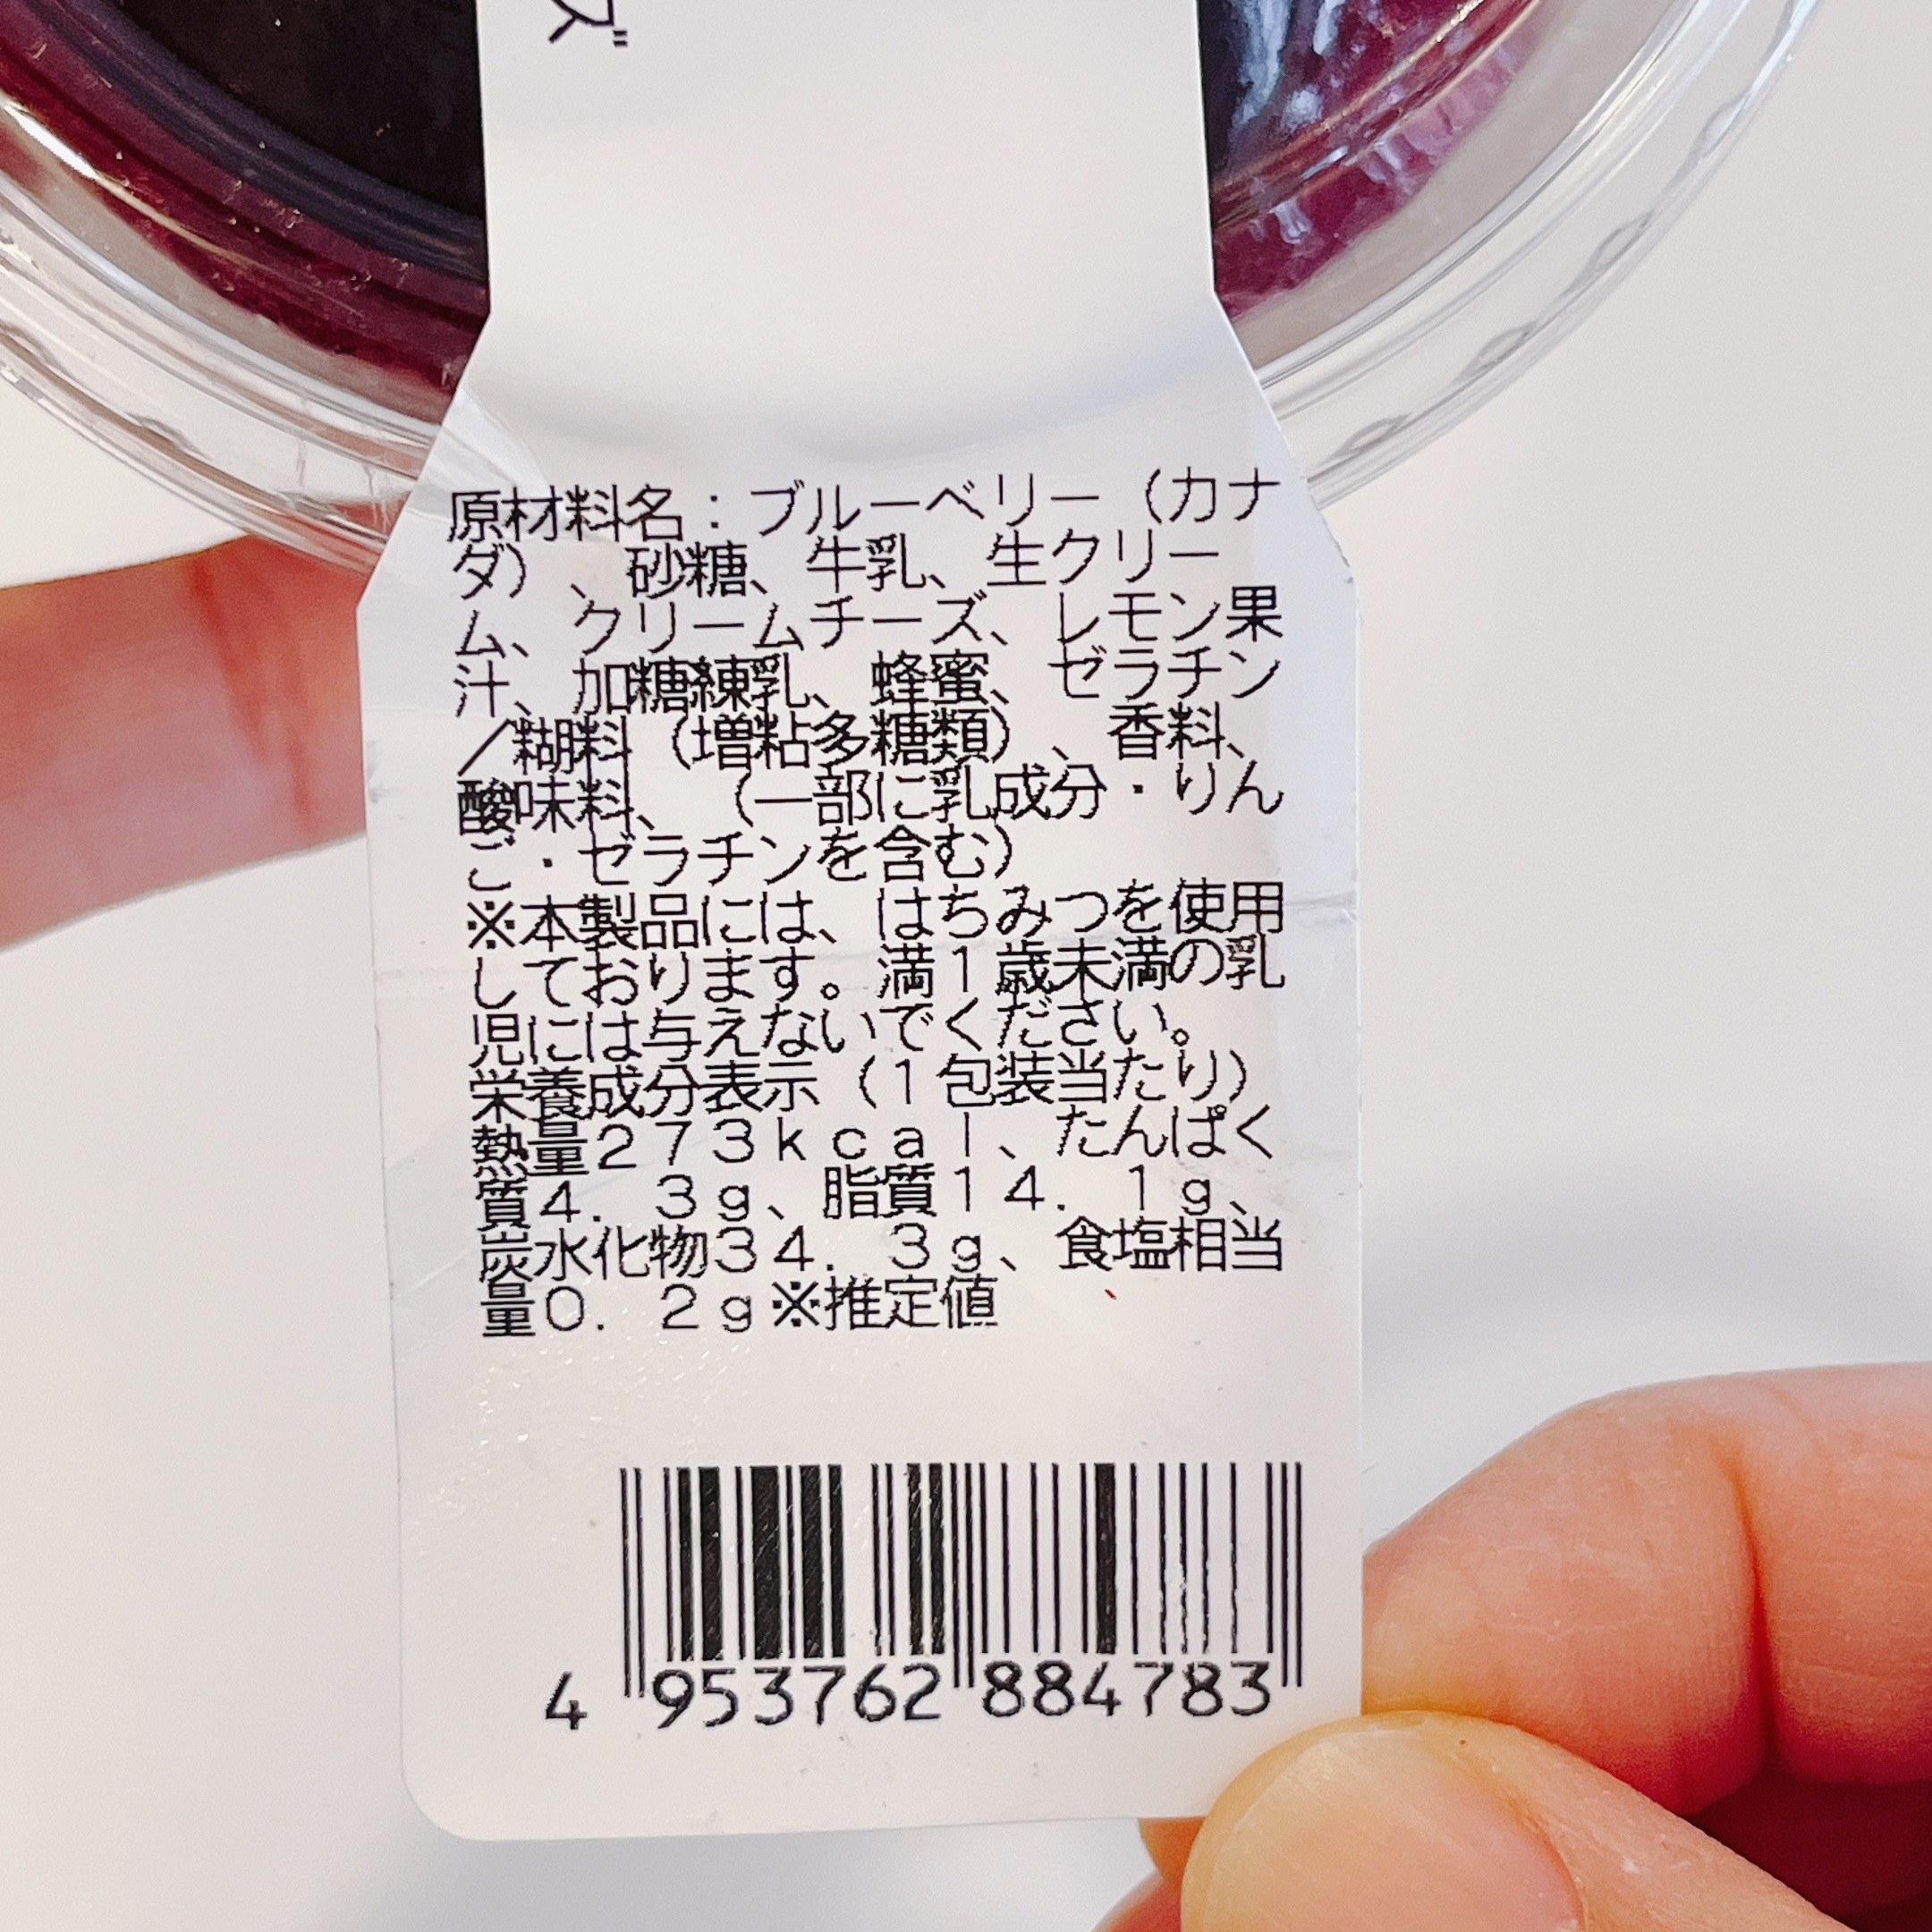 ズ
原材料名：ブルーベリー（カナ
ダ）、砂糖、牛乳、生クリー
ム、クリームチーズ、レモン果
汁、加糖練乳、蜂蜜、ゼラチン
／糊料（増粘多糖類）、香料、
酸味料、（一部に乳成分・りん
ご・ゼラチンを含む）
※本製品には、はちみつを使用
しております。満１歳未満の乳
児には与えないでください。
栄養成分表示（１包装当たり）
熱量２７３ｋｃａｌ、たんぱく
質４．３ｇ、脂質１４．１ｇ、
炭水化物３４．３ｇ、食塩相当
量０．２ｇ※推定値
4 953762 884783